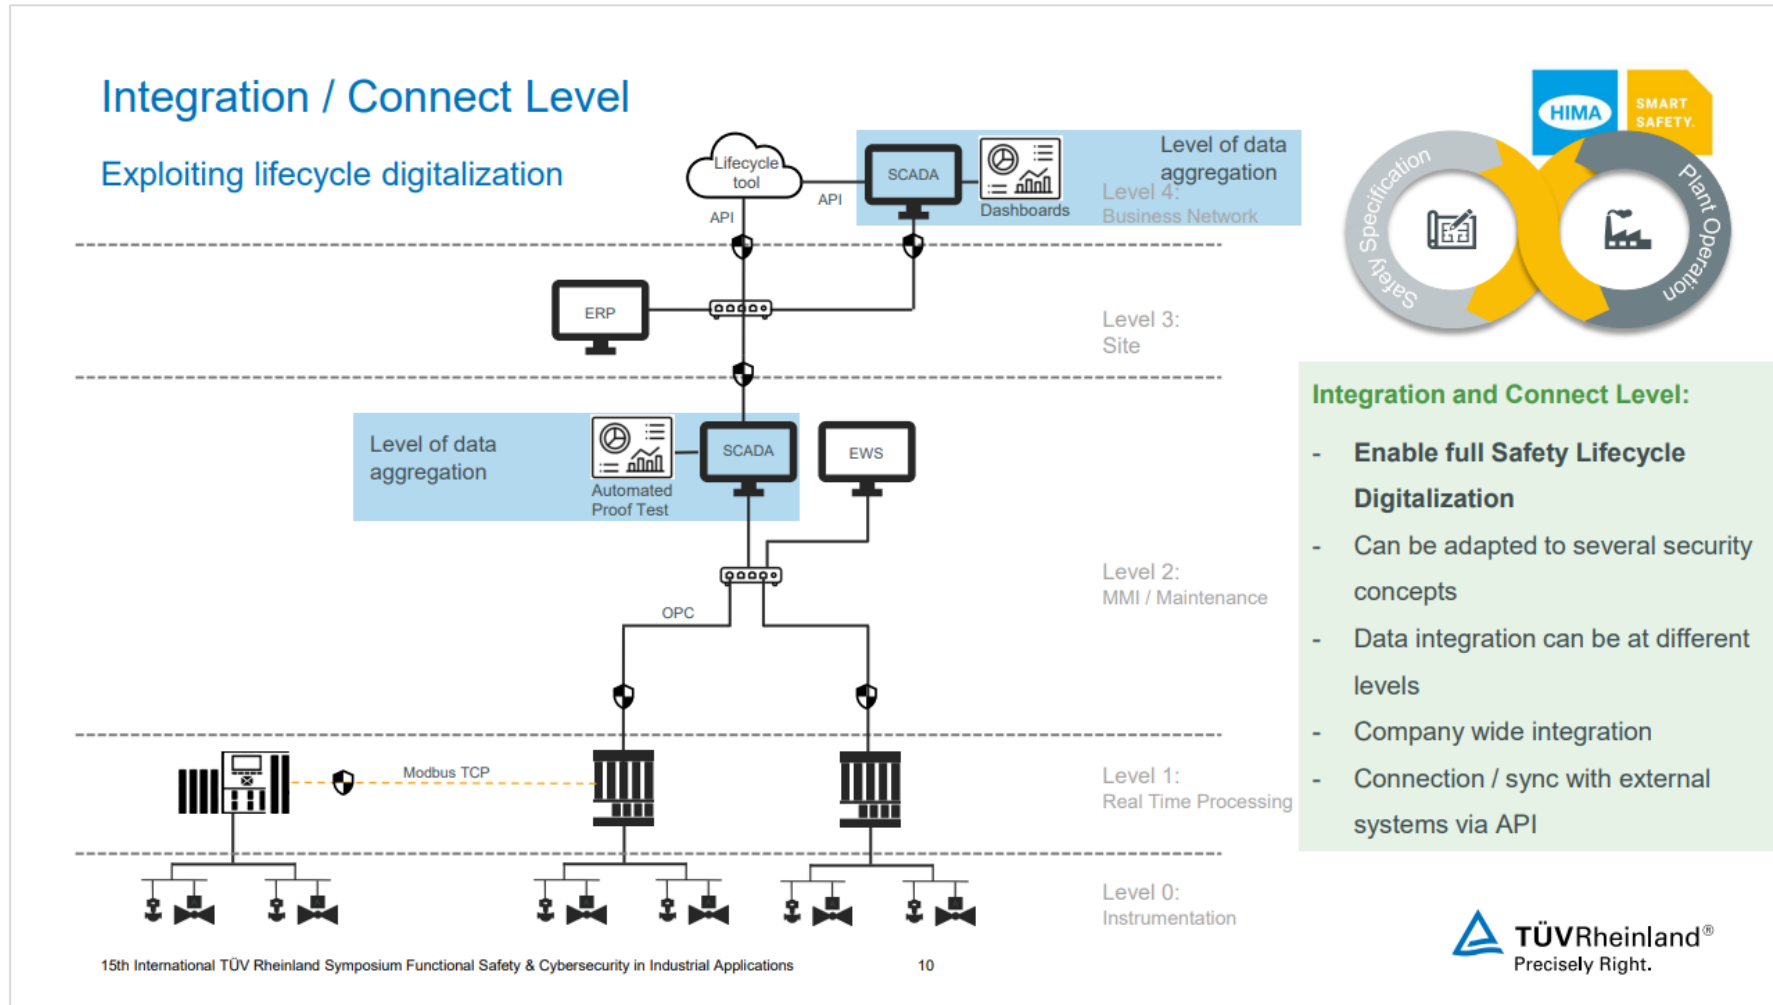 Integration / Connect Level
Exploiting lifecycle digitalization
Lifecycle
tool
API
API
SCADA
Dashboards
Level of data
aggregation
Level 4:
Business Network
HIMA
SMART
SAFETY.
Safety Specification
Plant Operation
ERP
Level 3:
Site
Level of data
aggregation
Automated
Proof Test
SCADA
EWS
OPC
Level 2:
MMI / Maintenance
Modbus TCP
Level 1:
Real Time Processing
Level 0:
Instrumentation
Integration and Connect Level:
- Enable full Safety Lifecycle
Digitalization
- Can be adapted to several security
concepts
- Data integration can be at different
levels
- Company wide integration
- Connection / sync with external
systems via API
15th International TÜV Rheinland Symposium Functional Safety & Cybersecurity in Industrial Applications
10
TÜVRheinland®
Precisely Right.